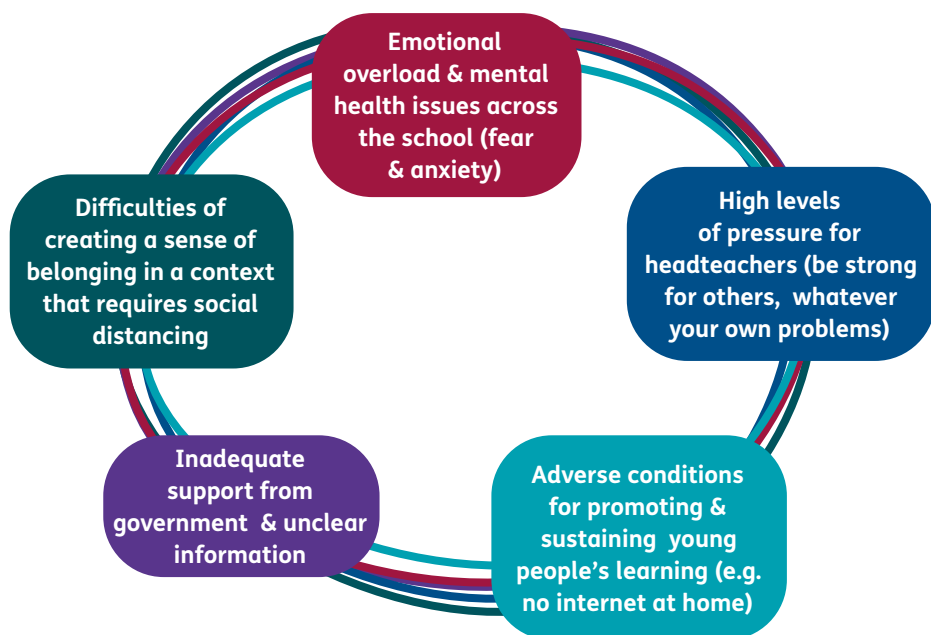 Emotional
overload & mental
health issues across
the school (fear
& anxiety)
High levels
of pressure for
headteachers (be strong
for others, whatever
your own problems)
Adverse conditions
for promoting &
sustaining young
people's learning (e.g.
no internet at home)
Inadequate
support from
government & unclear
information
Difficulties of
creating a sense of
belonging in a context
that requires social
distancing